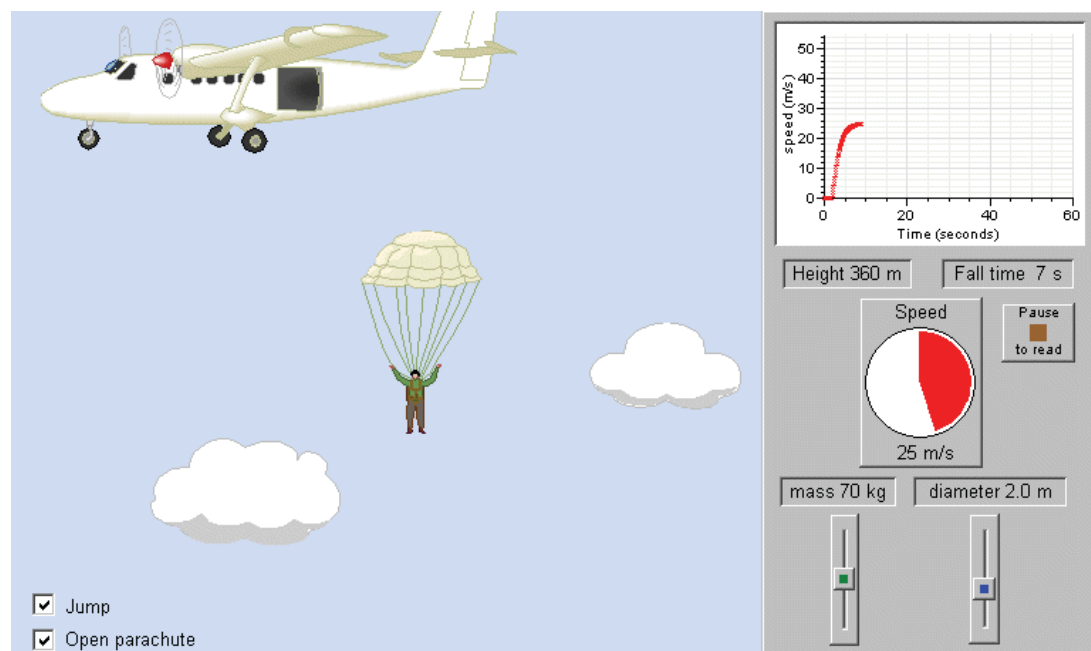 50
40
30
20
10
0
speed (m/s)
0 20 40 60
Time (seconds)
Height 360 m Fall time 7 s
Speed
25 m/s
Pause
to read
mass 70 kg diameter 2.0 m
Jump
Open parachute